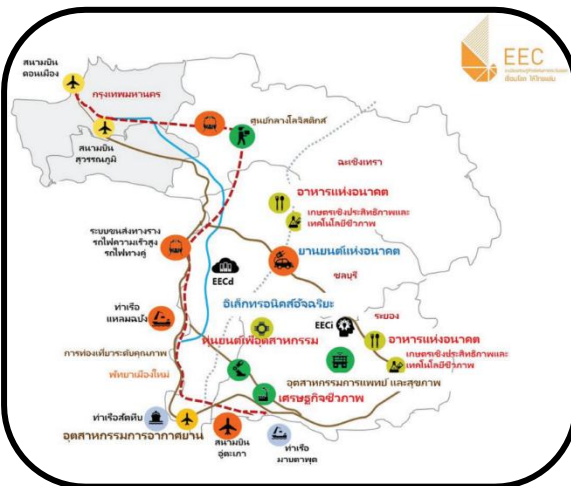 EEC
เชื่อมโลก ให้ไทยแล่น
สนามบิน
ดอนเมือง
กรุงเทพมหานคร
สนามบิน
สุวรรณภูมิ
ศูนย์กลางโลจิสติกส์
ฉะเชิงเทรา
อาหารแห่งอนาคต
เกษตรเชิงประสิทธิภาพและ
เทคโนโลยีชีวภาพ
ระบบขนส่งทางราง
รถไฟความเร็วสูง
รถไฟทางคู่
ยานยนต์แห่งอนาคต
ชลบุรี
EECd
อิเล็กทรอนิคส์อัจฉริยะ
ท่าเรือ
แหลมฉบัง
หุ่นยนต์เพื่ออุตสาหกรรม
EECi
ระยอง
อาหารแห่งอนาคต
เกษตรเชิงประสิทธิภาพและ
เทคโนโลยีชีวภาพ
การท่องเที่ยวระดับคุณภาพ
พัทยาเมืองใหม่
อุตสาหกรรมการแพทย์ และสุขภาพ
เศรษฐกิจชีวภาพ
ท่าเรือสัตหีบ
อุตสาหกรรมการอากาศยาน
สนามบิน
อู่ตะเภา
ท่าเรือ
มาบตาพุด